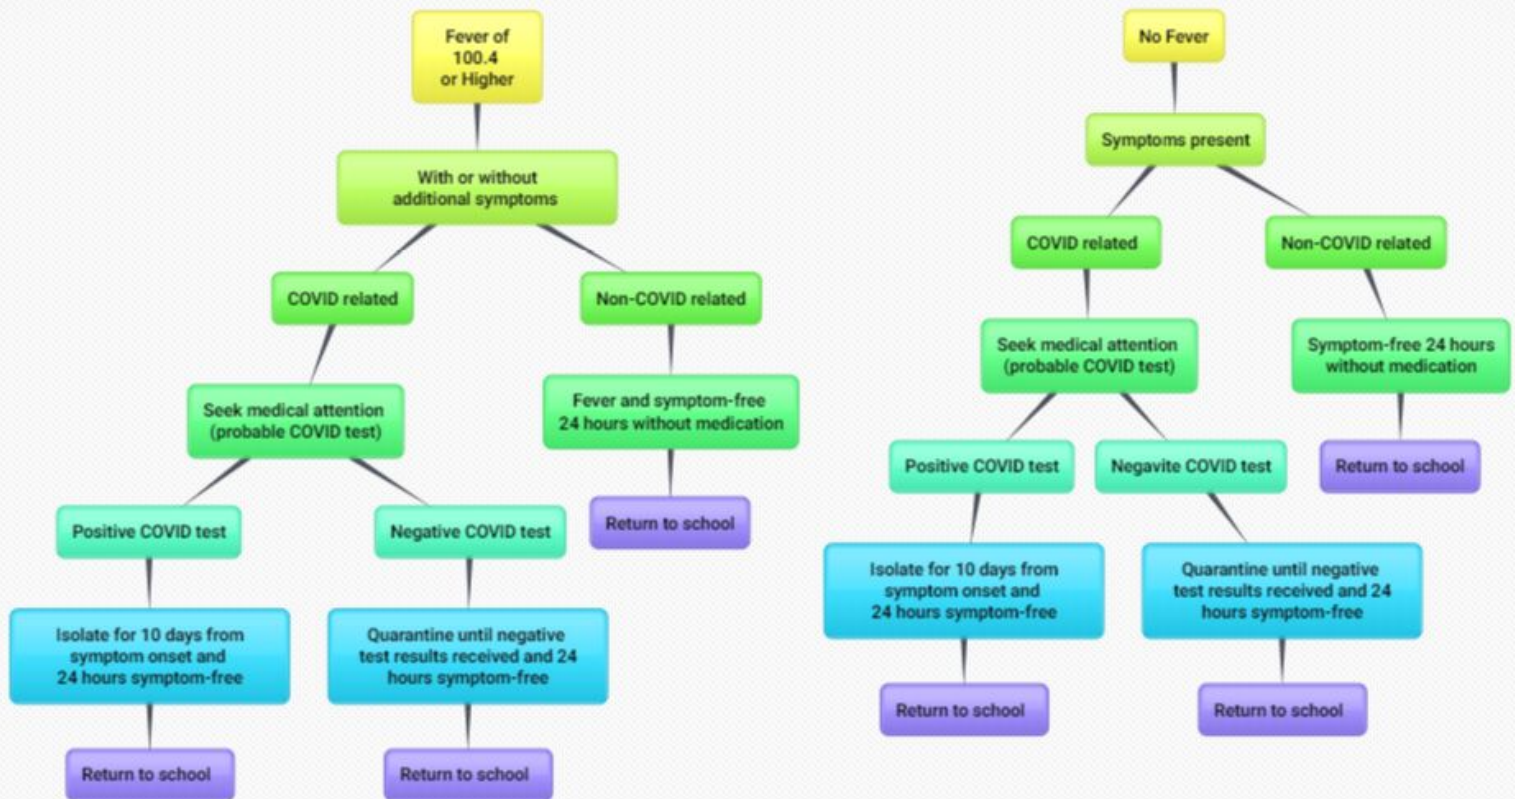 Fever of
100.4
or Higher
With or without
additional symptoms
COVID related
Non-COVID related
Seek medical attention
(probable COVID test)
Fever and symptom-free
24 hours without medication
Positive COVID test
Negative COVID test
Return to school
Isolate for 10 days from
symptom onset and
24 hours symptom-free
Quarantine until negative
test results received and 24
hours symptom-free
Return to school
Return to school
No Fever
Symptoms present
COVID related
Non-COVID related
Seek medical attention
(probable COVID test)
Symptom-free 24 hours
without medication
Positive COVID test
Negavite COVID test
Return to school
Isolate for 10 days from
symptom onset and
24 hours symptom-free
Quarantine until negative
test results received and 24
hours symptom-free
Return to school
Return to school